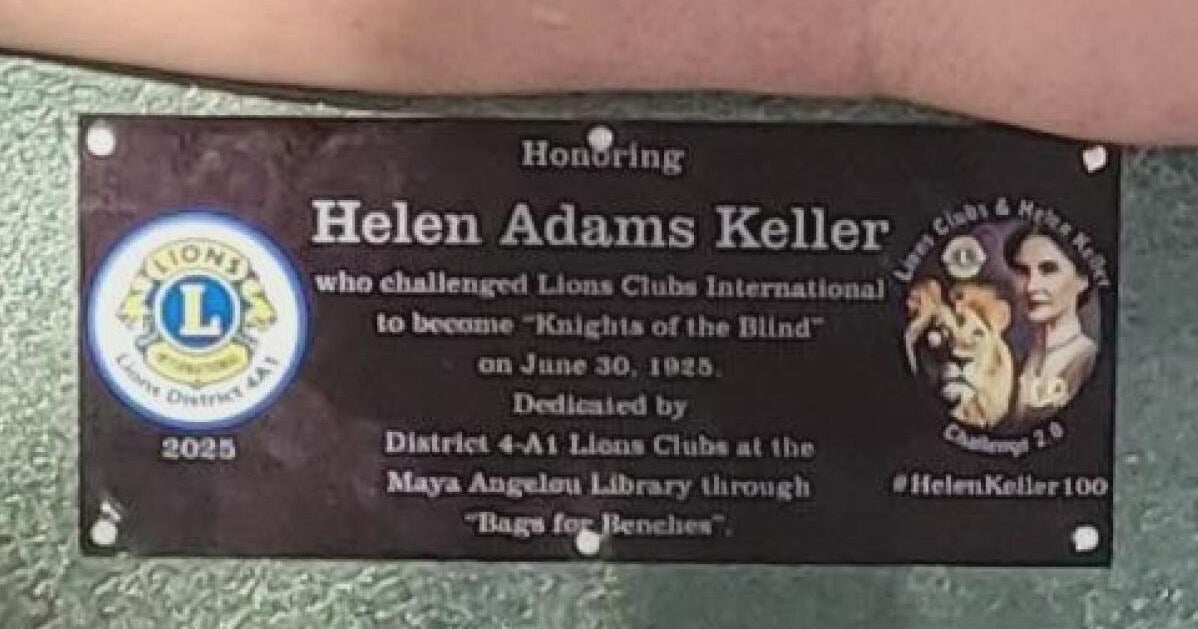 Honoring
Helen Adams Keller
who challenged Lions Clubs International
to become "Knights of the Blind"
on June 30, 1925.
Dedicated by
District 4-A1 Lions Clubs at the
Maya Angelou Library through
"Bags for Benches".
LIONS
L
Lions District 4A1
2025
Lions Clubs & Helen Keller
Challenge 2.0
#HelenKeller100